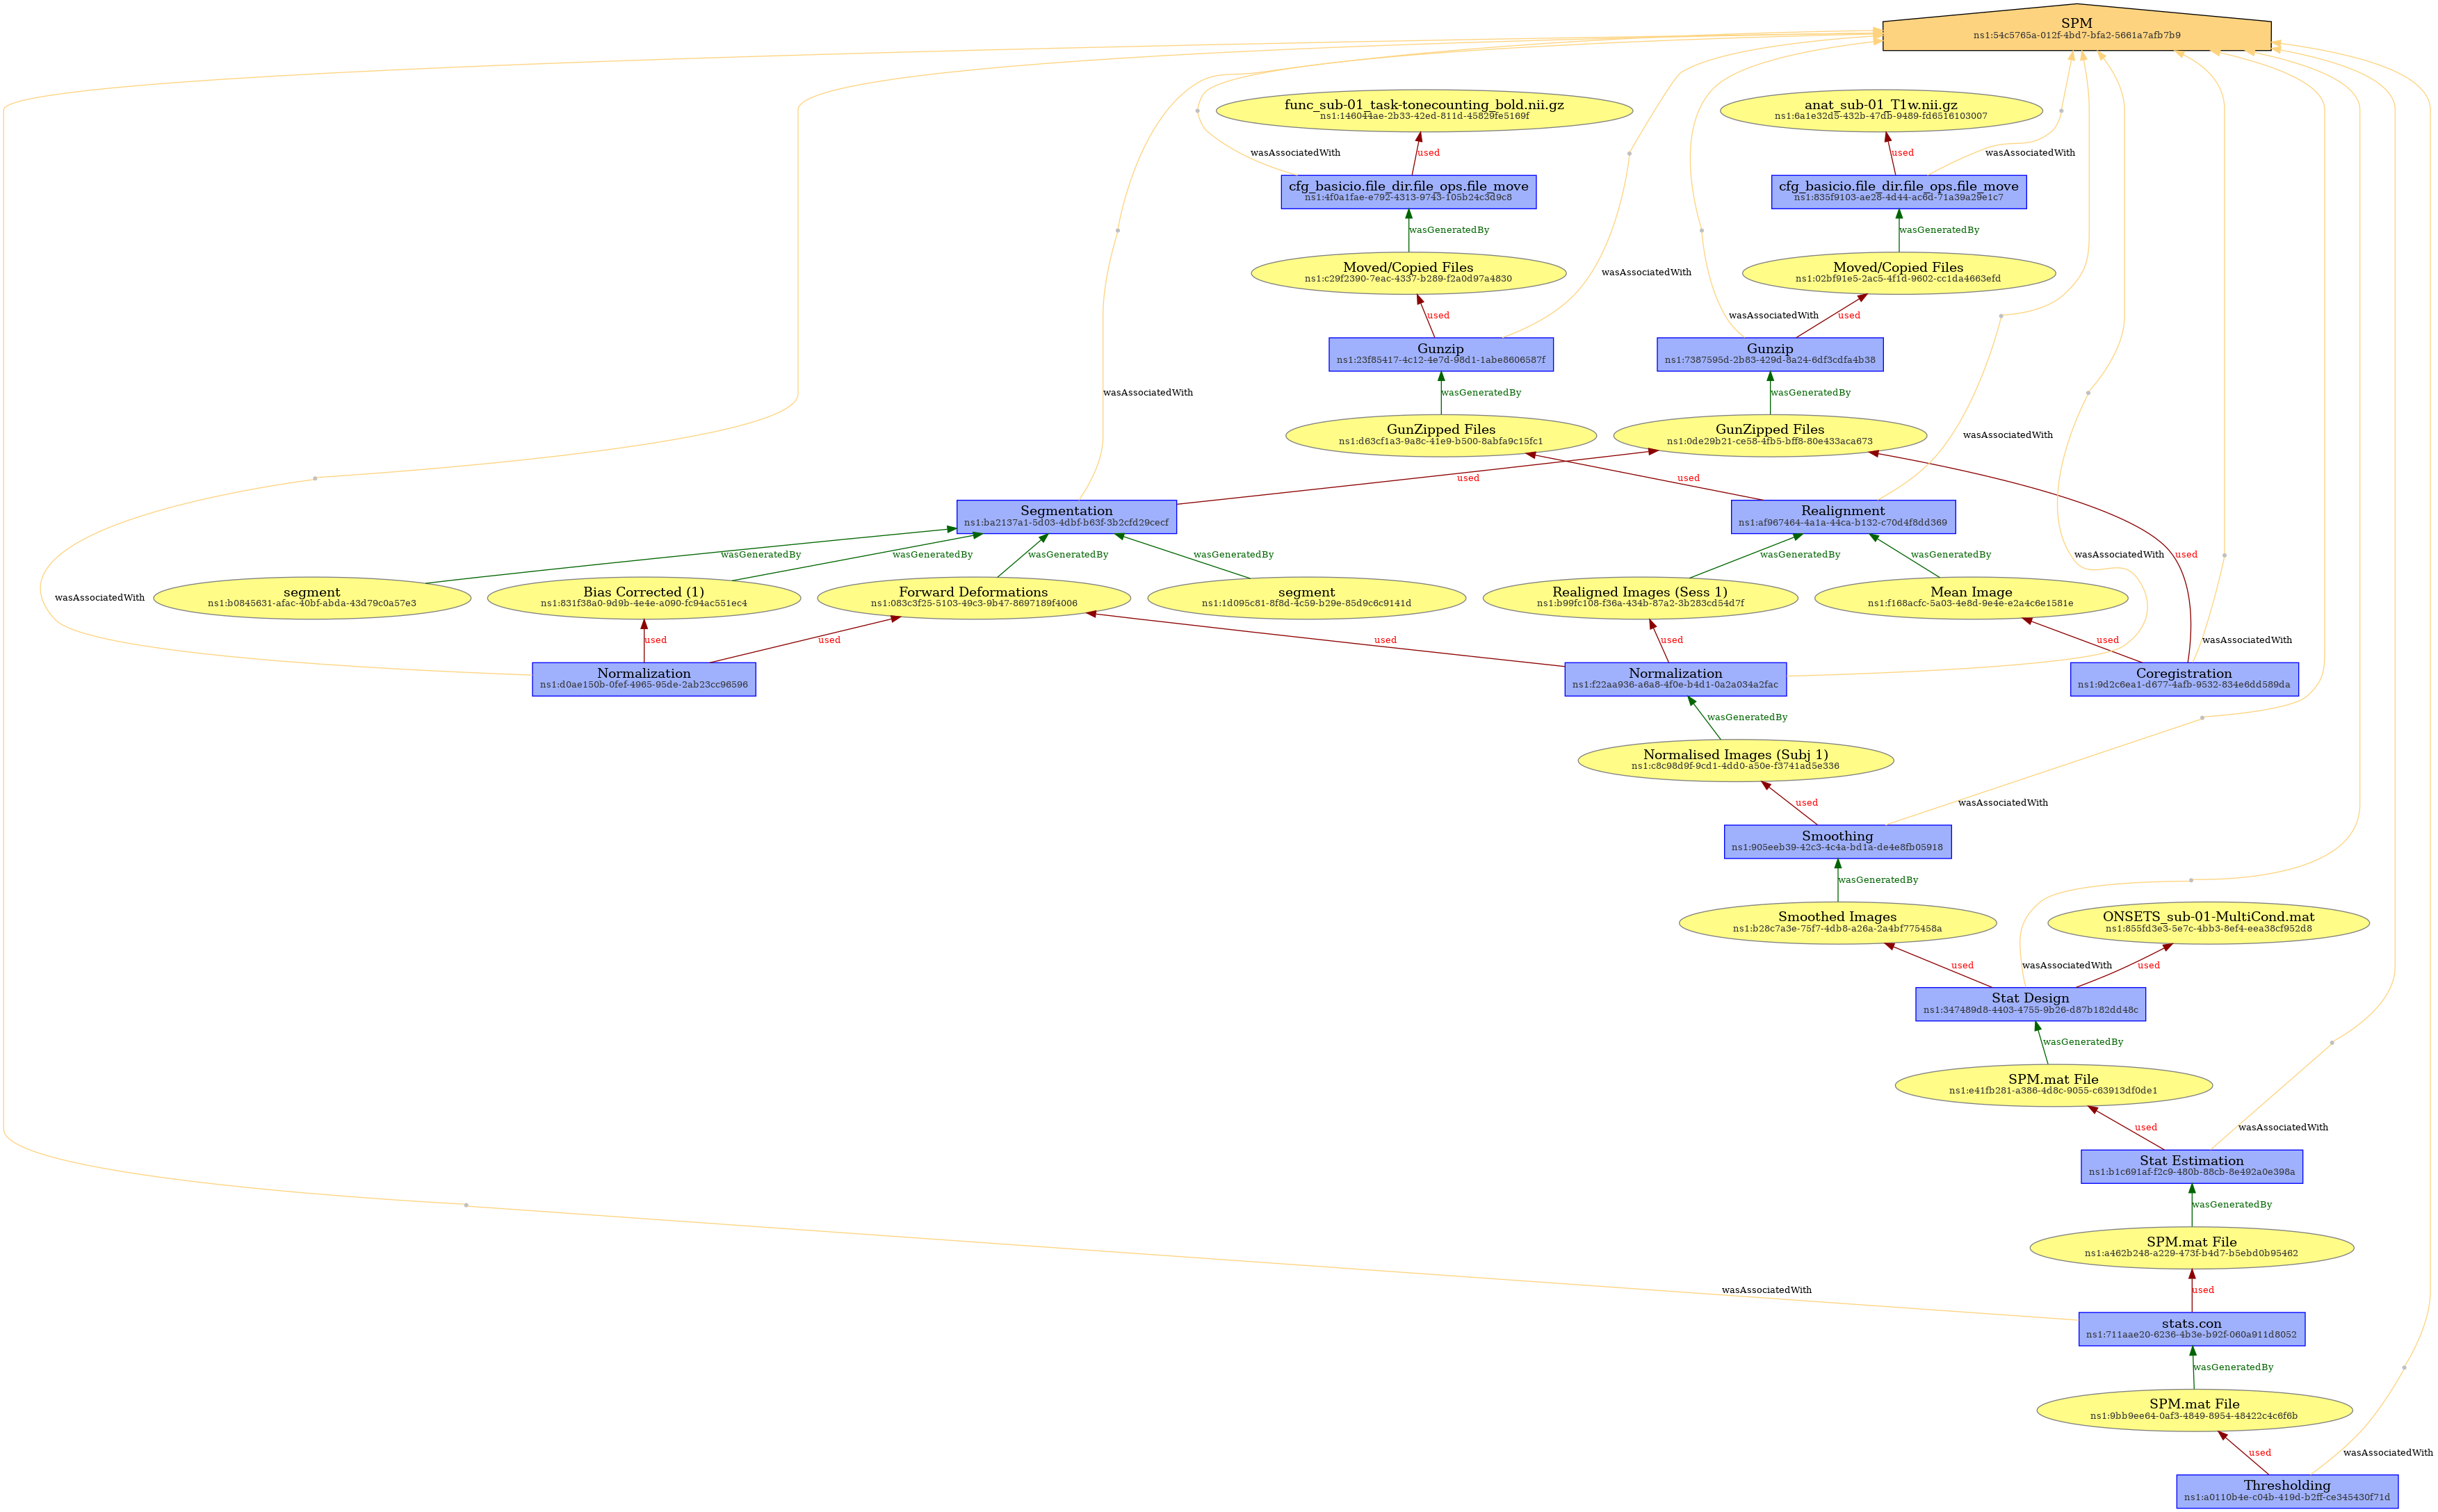 SPM
ns1:54c5765a-012f-4bd7-bfa2-5661a7afb7b9
func_sub-01_task-tonecounting_bold.nii.gz
ns1:146044ae-2b33-42ed-811d-45829fe5169f
anat_sub-01_T1w.nii.gz
ns1:6a1e32d5-432b-47db-9489-fd6516103007
wasAssociatedWith
used
used
wasAssociatedWith
cfg_basicio.file_dir.file_ops.file_move
ns1:4f0a1fae-e792-4313-9743-105b24c3d9c8
cfg_basicio.file_dir.file_ops.file_move
ns1:835f9103-ae28-4d44-ac6d-71a39a29e1c7
wasGeneratedBy
wasGeneratedBy
Moved/Copied Files
ns1:c29f2390-7eac-4337-b289-f2a0d97a4830
wasAssociatedWith
Moved/Copied Files
ns1:02bf91e5-2ac5-4f1d-9602-cc1da4663efd
used
wasAssociatedWith
used
Gunzip
ns1:23f85417-4c12-4e7d-98d1-1abe8606587f
Gunzip
ns1:7387595d-2b83-429d-8a24-6df3cdfa4b38
wasAssociatedWith
wasGeneratedBy
wasGeneratedBy
GunZipped Files
ns1:d63cf1a3-9a8c-41e9-b500-8abfa9c15fc1
GunZipped Files
ns1:0de29b21-ce58-4fb5-bff8-80e433aca673
wasAssociatedWith
used
used
Segmentation
ns1:ba2137a1-5d03-4dbf-b63f-3b2cfd29cecf
Realignment
ns1:af967464-4a1a-44ca-b132-c70d4f8dd369
wasGeneratedBy
wasGeneratedBy
wasGeneratedBy
wasGeneratedBy
wasGeneratedBy
wasGeneratedBy
wasAssociatedWith
used
wasAssociatedWith
segment
ns1:b0845631-afac-40bf-abda-43d79c0a57e3
Bias Corrected (1)
ns1:831f38a0-9d9b-4e4e-a090-fc94ac551ec4
Forward Deformations
ns1:083c3f25-5103-49c3-9b47-8697189f4006
segment
ns1:1d095c81-8f8d-4c59-b29e-85d9c6c9141d
Realigned Images (Sess 1)
ns1:b99fc108-f36a-434b-87a2-3b283cd54d7f
Mean Image
ns1:f168acfc-5a03-4e8d-9e4e-e2a4c6e1581e
used
used
used
used
used
wasAssociatedWith
Normalization
ns1:d0ae150b-0fef-4965-95de-2ab23cc96596
Normalization
ns1:f22aa936-a6a8-4f0e-b4d1-0a2a034a2fac
Coregistration
ns1:9d2c6ea1-d677-4afb-9532-834e6dd589da
wasGeneratedBy
Normalised Images (Subj 1)
ns1:c8c98d9f-9cd1-4dd0-a50e-f3741ad5e336
used
wasAssociatedWith
Smoothing
ns1:905eeb39-42c3-4c4a-bd1a-de4e8fb05918
wasGeneratedBy
Smoothed Images
ns1:b28c7a3e-75f7-4db8-a26a-2a4bf775458a
ONSETS_sub-01-MultiCond.mat
ns1:855fd3e3-5e7c-4bb3-8ef4-eea38cf952d8
used
wasAssociatedWith
used
Stat Design
ns1:347489d8-4403-4755-9b26-d87b182dd48c
wasGeneratedBy
SPM.mat File
ns1:e41fb281-a386-4d8c-9055-c63913df0de1
used
wasAssociatedWith
Stat Estimation
ns1:b1c691af-f2c9-480b-88cb-8e492a0e398a
wasGeneratedBy
SPM.mat File
ns1:a462b248-a229-473f-b4d7-b5ebd0b95462
wasAssociatedWith
used
stats.con
ns1:711aae20-6236-4b3e-b92f-060a911d8052
wasGeneratedBy
SPM.mat File
ns1:9bb9ee64-0af3-4849-8954-48422c4c6f6b
used
wasAssociatedWith
Thresholding
ns1:a0110b4e-c04b-419d-b2ff-ce345430f71d